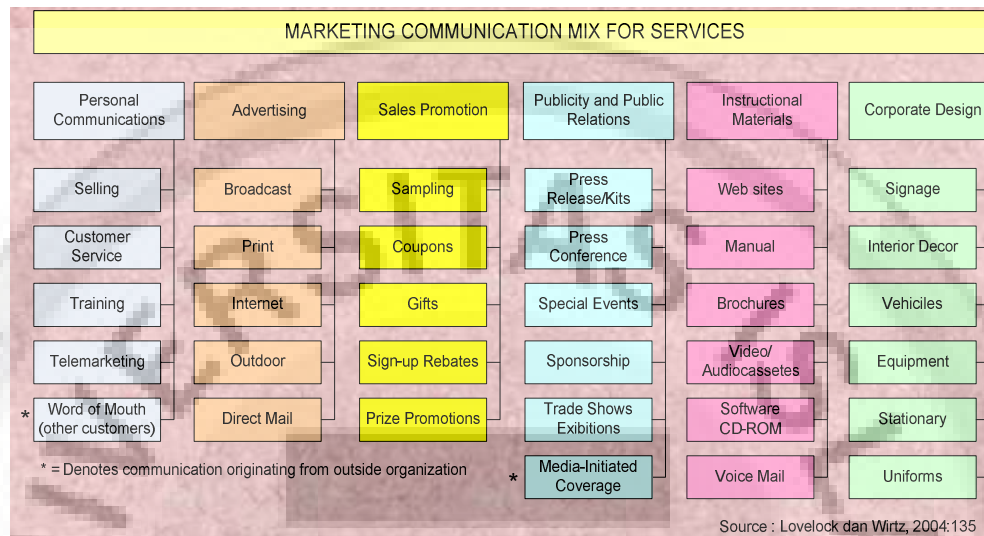 MARKETING COMMUNICATION MIX FOR SERVICES
Personal
Communications
Selling
Customer
Service
Training
Telemarketing
* Word of Mouth
(other customers)
Advertising
Broadcast
Print
Internet
Outdoor
Direct Mail
Sales Promotion
Sampling
Coupons
Gifts
Sign-up Rebates
Prize Promotions
Publicity and Public
Relations
Press
Release/Kits
Press
Conference
Special Events
Sponsorship
Trade Shows
Exibitions
* Media-Initiated
Coverage
Instructional
Materials
Web sites
Manual
Brochures
Video/
Audiocassetes
Software
CD-ROM
Voice Mail
Corporate Design
Signage
Interior Decor
Vehiciles
Equipment
Stationary
Uniforms
* = Denotes communication originating from outside organization
Source : Lovelock dan Wirtz, 2004:135